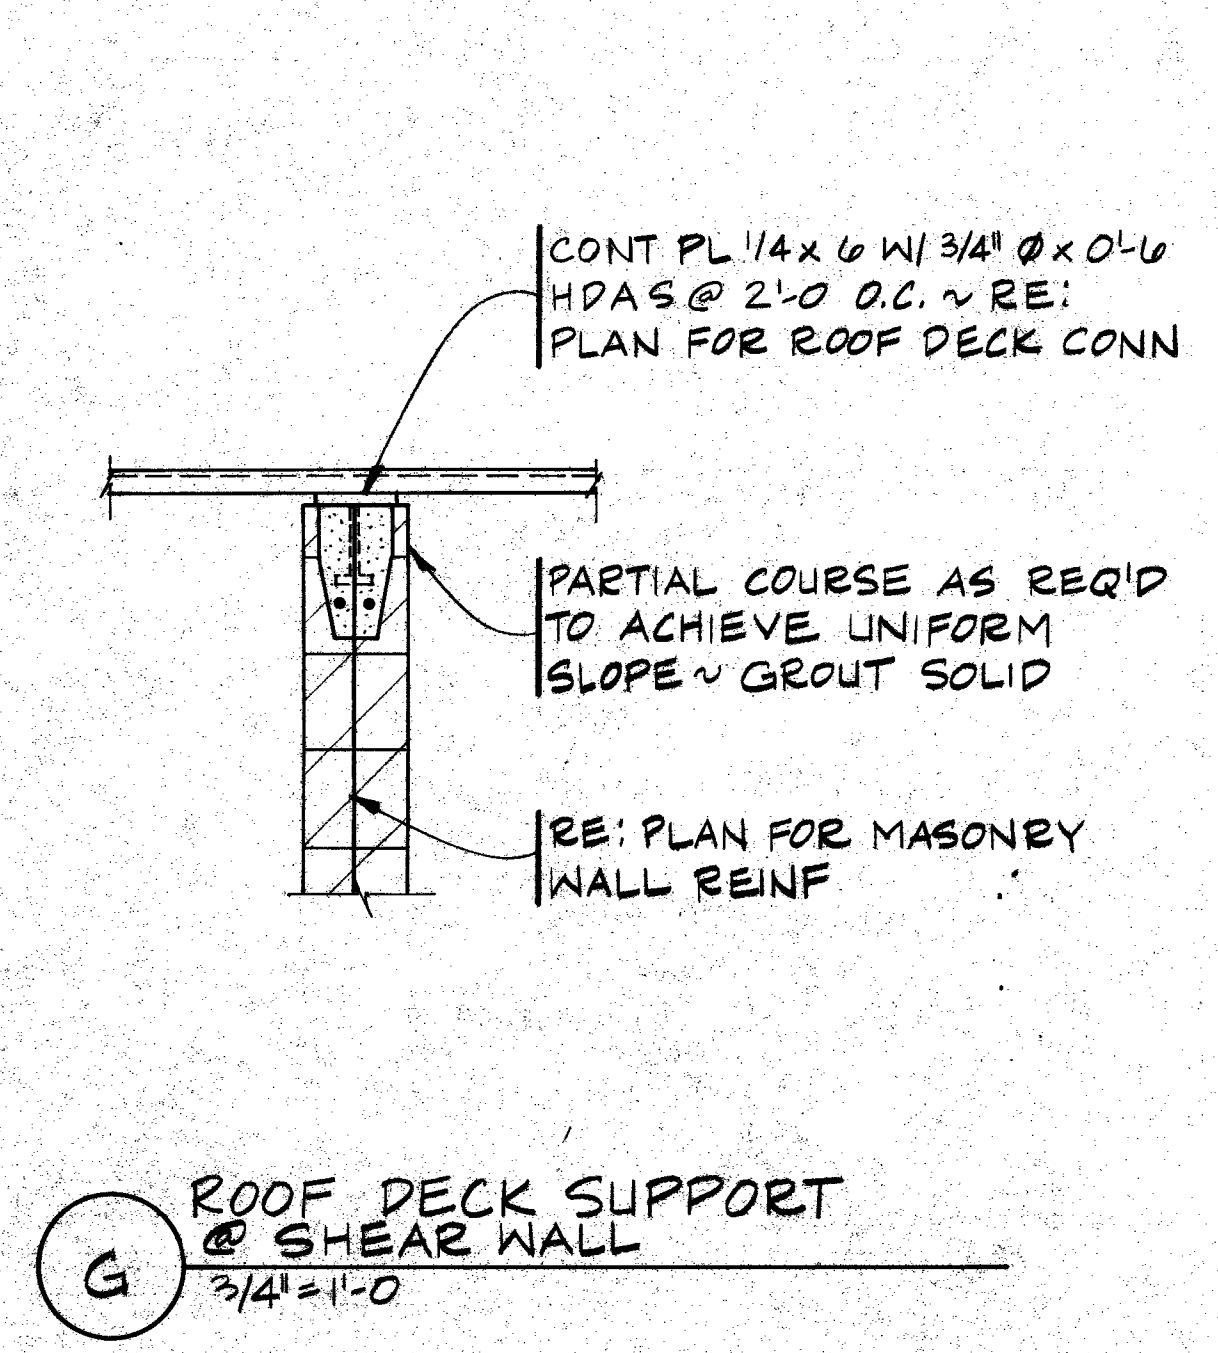 CONT PL 1/4 x 6 W/ 3/4" Ø x 0'-6
HDAS @ 2'-0 O.C. ~ RE:
PLAN FOR ROOF DECK CONN
PARTIAL COURSE AS REQ'D
TO ACHIEVE UNIFORM
SLOPE ~ GROUT SOLID
RE: PLAN FOR MASONRY
WALL REINF
ROOF DECK SUPPORT
@ SHEAR WALL
G
3/4" = 1'-0